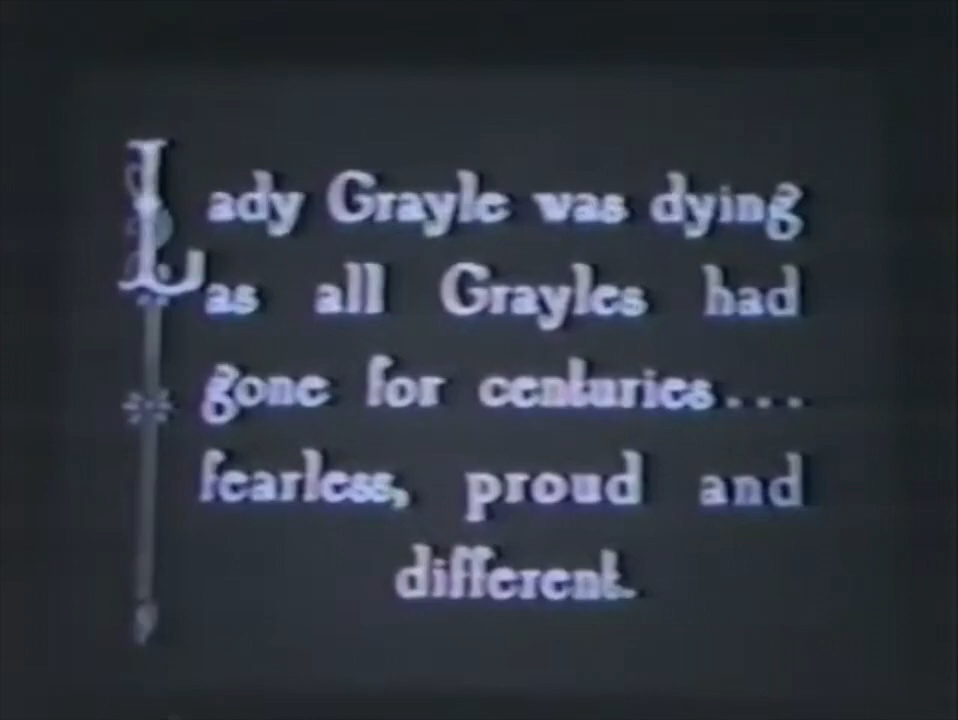 Lady Grayle was dying
as all Grayles had
gone for centuries....
fearless, proud and
different.